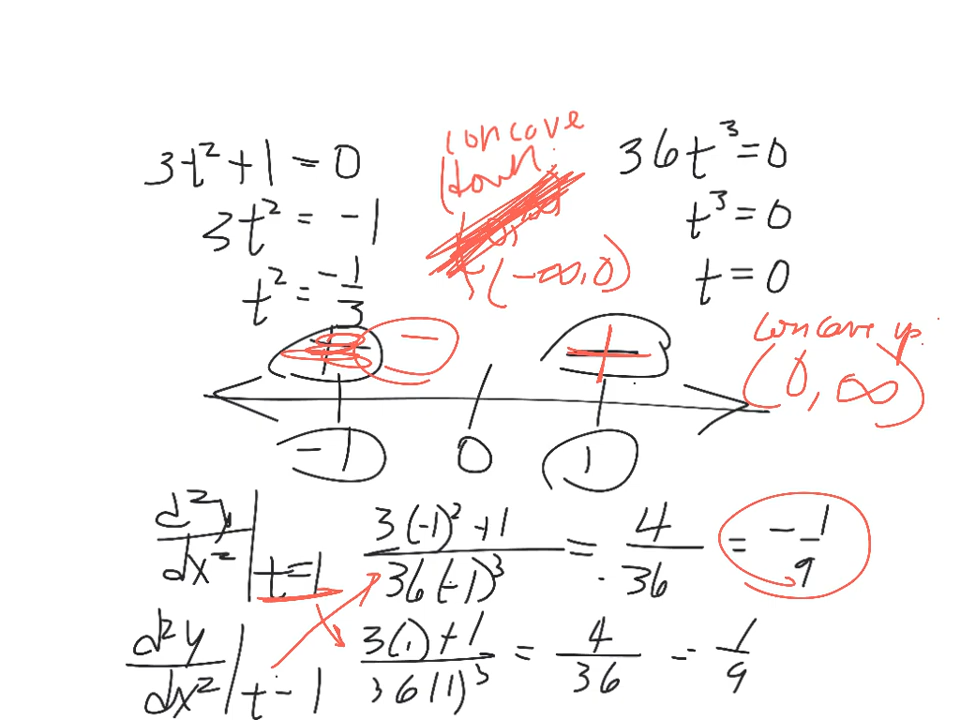 3t² + 1 = 0
3t² = -1
t² = -1/3
concave
down
(-∞, 0)
36t³ = 0
t³ = 0
t = 0
concave up
(0, ∞)
-
+
-1 0 1
d²y/dx² | t=1 3(-1)² + 1 / 36(-1)³ = 4 / -36 = -1/9
d²y/dx² | t-1 3(1) + 1 / 36(1)³ = 4/36 = 1/9